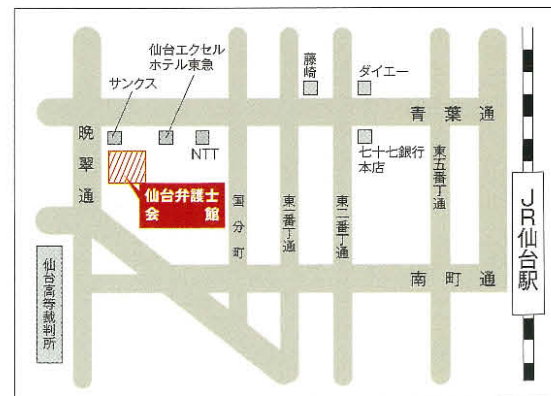 仙台エクセル
ホテル東急
サンクス
藤崎
ダイエー
青葉通
晩翠通
NTT
七十七銀行
本店
東五番丁通
仙台弁護士
会館
国分町
東一番丁通
東二番丁通
JR仙台駅
仙台高等裁判所
南町通